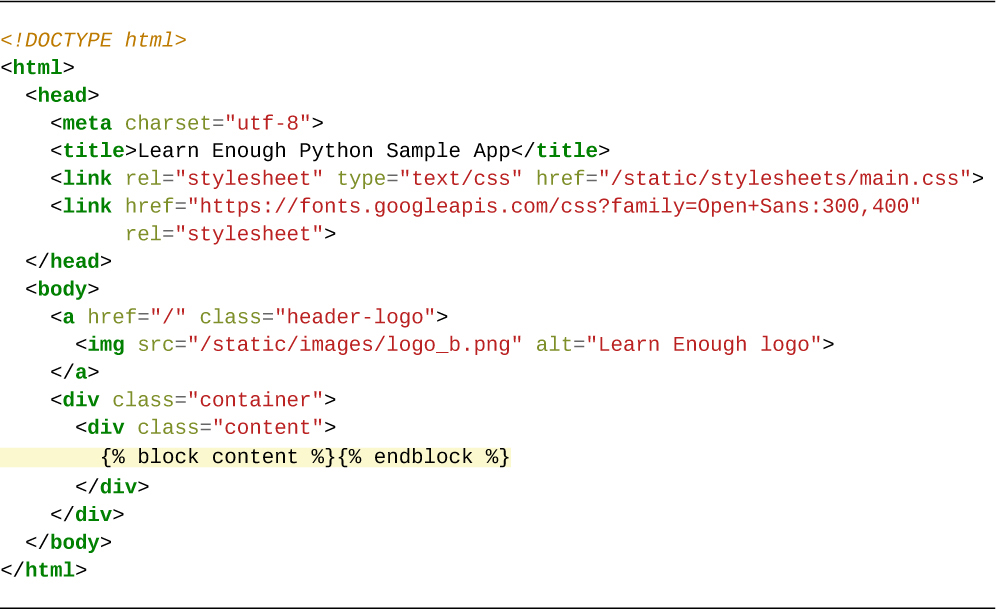 <!DOCTYPE html>
<html>
  <head>
    <meta charset="utf-8">
    <title>Learn Enough Python Sample App</title>
    <link rel="stylesheet" type="text/css" href="/static/stylesheets/main.css">
    <link href="https://fonts.googleapis.com/css?family=Open+Sans:300,400"
          rel="stylesheet">
  </head>
  <body>
    <a href="/" class="header-logo">
      <img src="/static/images/logo_b.png" alt="Learn Enough logo">
    </a>
    <div class="container">
      <div class="content">
        {% block content %}{% endblock %}
      </div>
    </div>
  </body>
</html>